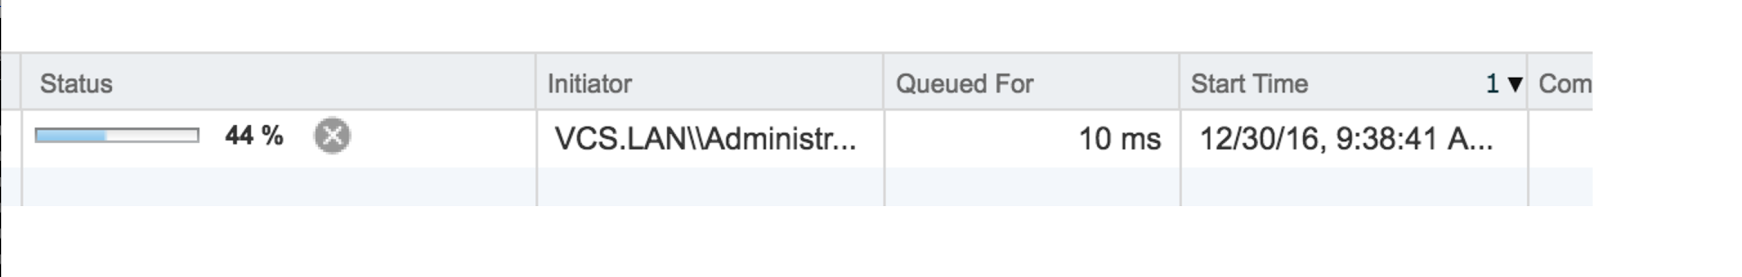 Status Initiator Queued For Start Time 1 ▼ Com
44 % VCS.LAN\\Administr... 10 ms 12/30/16, 9:38:41 A...